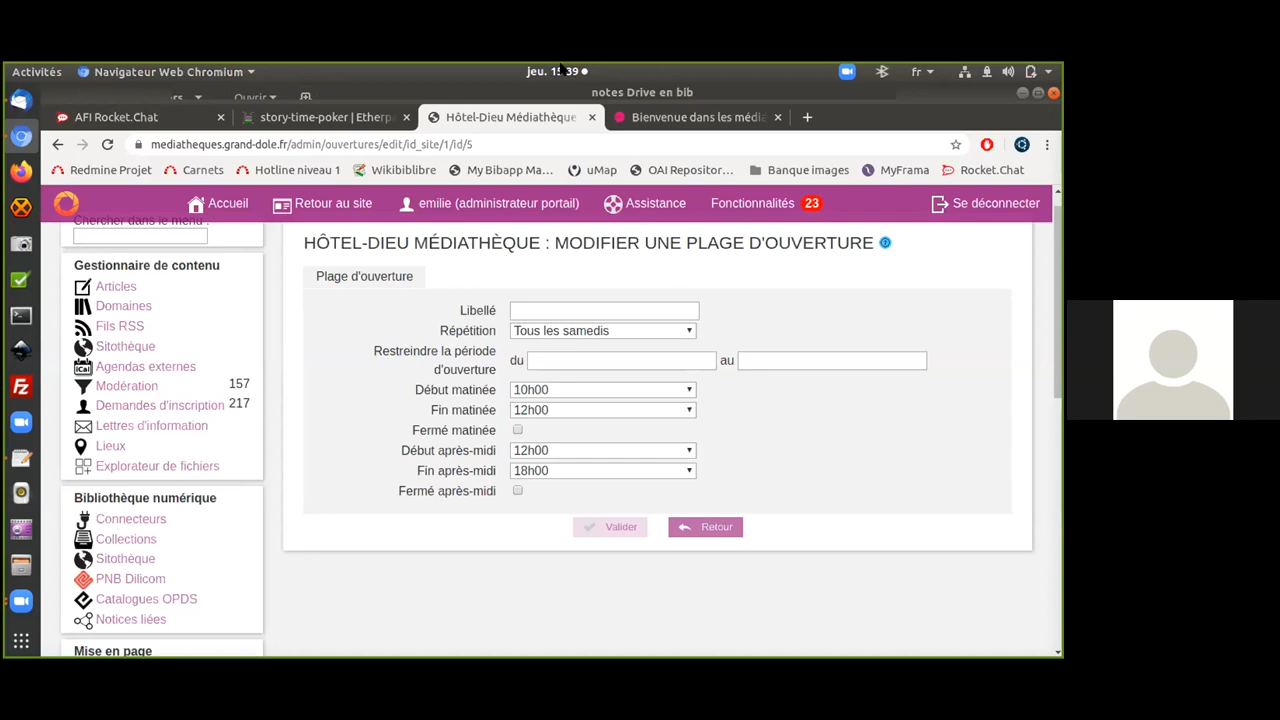 Activités Navigateur Web Chromium jeu. 15:39 fr
Ouvrir notes Drive en bib
AFI Rocket.Chat story-time-poker | Etherpa Hôtel-Dieu Médiathèque Bienvenue dans les média
mediatheques.grand-dole.fr/admin/ouvertures/edit/id_site/1/id/5
Redmine Projet Carnets Hotline niveau 1 Wikibiblibre My Bibapp Ma... uMap OAI Repositor... Banque images MyFrama Rocket.Chat
Accueil Retour au site emilie (administrateur portail) Assistance Fonctionnalités 23 Se déconnecter
Chercher dans le menu :
Gestionnaire de contenu
Articles
Domaines
Fils RSS
Sitothèque
Agendas externes
Modération 157
Demandes d'inscription 217
Lettres d'information
Lieux
Explorateur de fichiers
Bibliothèque numérique
Connecteurs
Collections
Sitothèque
PNB Dilicom
Catalogues OPDS
Notices liées
Mise en page
HÔTEL-DIEU MÉDIATHÈQUE : MODIFIER UNE PLAGE D'OUVERTURE
Plage d'ouverture
Libellé
Répétition Tous les samedis
Restreindre la période
d'ouverture du au
Début matinée 10h00
Fin matinée 12h00
Fermé matinée
Début après-midi 12h00
Fin après-midi 18h00
Fermé après-midi
Valider Retour